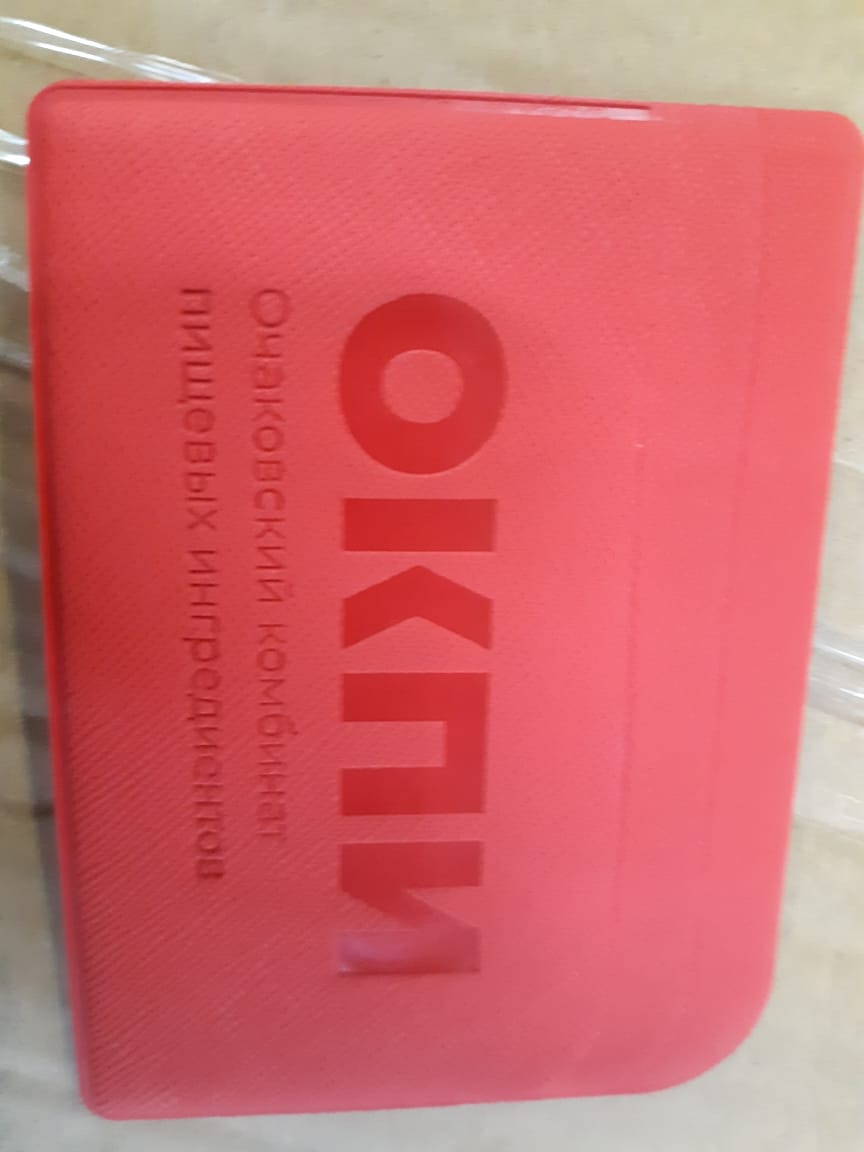 ОКПИ
Очаковский комбинат
пищевых ингредиентов